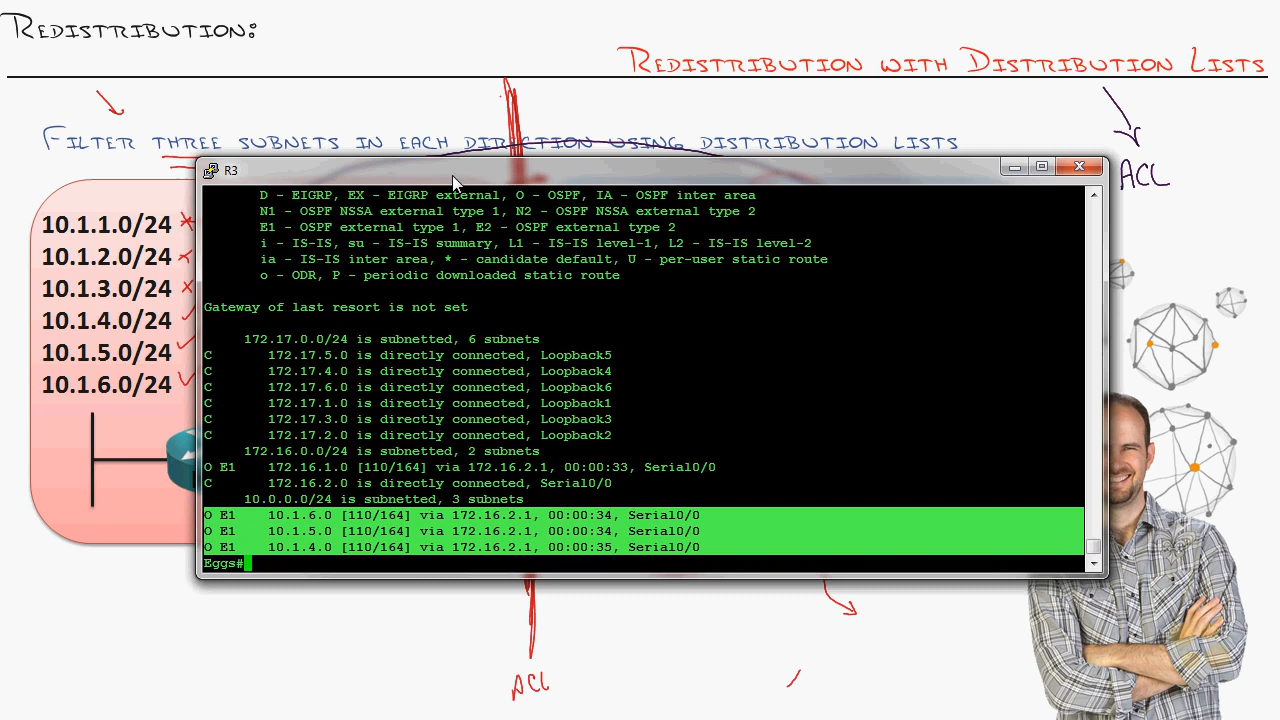 Redistribution:
Redistribution with Distribution Lists
Filter three subnets in each direction using distribution lists
ACL
10.1.1.0/24
10.1.2.0/24
10.1.3.0/24
10.1.4.0/24
10.1.5.0/24
10.1.6.0/24
R3
D - EIGRP, EX - EIGRP external, O - OSPF, IA - OSPF inter area
N1 - OSPF NSSA external type 1, N2 - OSPF NSSA external type 2
E1 - OSPF external type 1, E2 - OSPF external type 2
i - IS-IS, su - IS-IS summary, L1 - IS-IS level-1, L2 - IS-IS level-2
ia - IS-IS inter area, * - candidate default, U - per-user static route
o - ODR, P - periodic downloaded static route
Gateway of last resort is not set
172.17.0.0/24 is subnetted, 6 subnets
C 172.17.5.0 is directly connected, Loopback5
C 172.17.4.0 is directly connected, Loopback4
C 172.17.6.0 is directly connected, Loopback6
C 172.17.1.0 is directly connected, Loopback1
C 172.17.3.0 is directly connected, Loopback3
C 172.17.2.0 is directly connected, Loopback2
172.16.0.0/24 is subnetted, 2 subnets
O E1 172.16.1.0 [110/164] via 172.16.2.1, 00:00:33, Serial0/0
C 172.16.2.0 is directly connected, Serial0/0
10.0.0.0/24 is subnetted, 3 subnets
O E1 10.1.6.0 [110/164] via 172.16.2.1, 00:00:34, Serial0/0
O E1 10.1.5.0 [110/164] via 172.16.2.1, 00:00:34, Serial0/0
O E1 10.1.4.0 [110/164] via 172.16.2.1, 00:00:35, Serial0/0
Eggs#
ACL